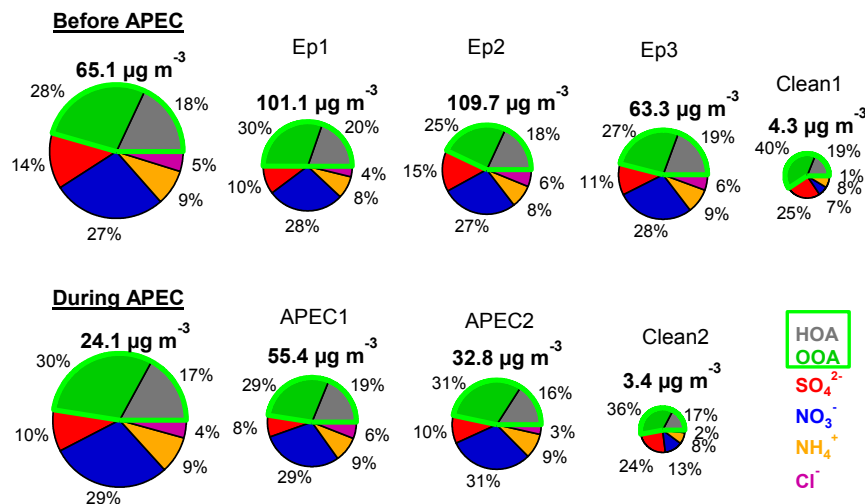 Before APEC
65.1 µg m⁻³
28%
18%
14%
5%
9%
27%
Ep1
101.1 µg m⁻³
30%
20%
10%
4%
8%
28%
Ep2
109.7 µg m⁻³
25%
18%
15%
6%
8%
27%
Ep3
63.3 µg m⁻³
27%
19%
11%
6%
9%
28%
Clean1
4.3 µg m⁻³
40%
19%
1%
8%
7%
25%
During APEC
24.1 µg m⁻³
30%
17%
10%
4%
9%
29%
APEC1
55.4 µg m⁻³
29%
19%
8%
6%
9%
29%
APEC2
32.8 µg m⁻³
31%
16%
10%
3%
9%
31%
Clean2
3.4 µg m⁻³
36%
17%
2%
8%
24%
13%
HOA
OOA
SO₄²⁻
NO₃⁻
NH₄⁺
Cl⁻